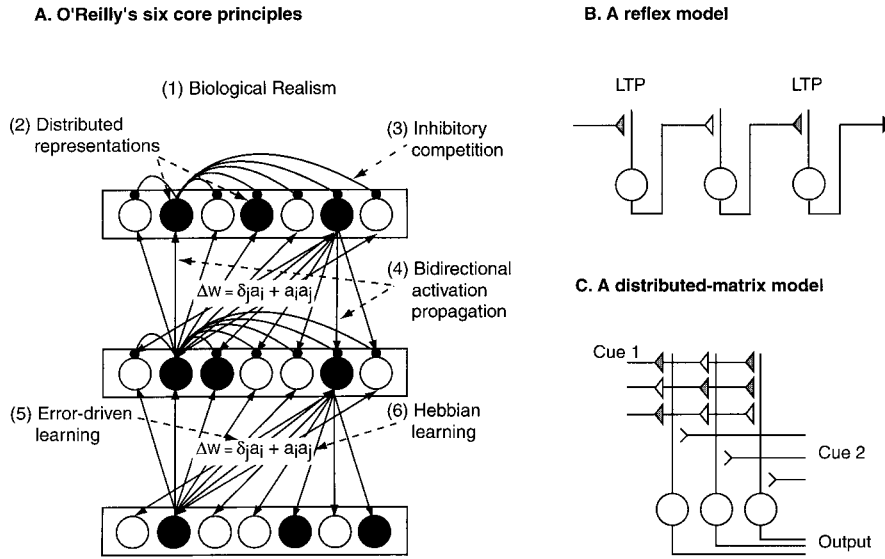 A. O'Reilly's six core principles
(1) Biological Realism
(2) Distributed
representations
(3) Inhibitory
competition
Δw = δjai + aiaj
(4) Bidirectional
activation
propagation
(5) Error-driven
learning
(6) Hebbian
learning
Δw = δjai + aiaj
B. A reflex model
LTP
LTP
C. A distributed-matrix model
Cue 1
Cue 2
Output